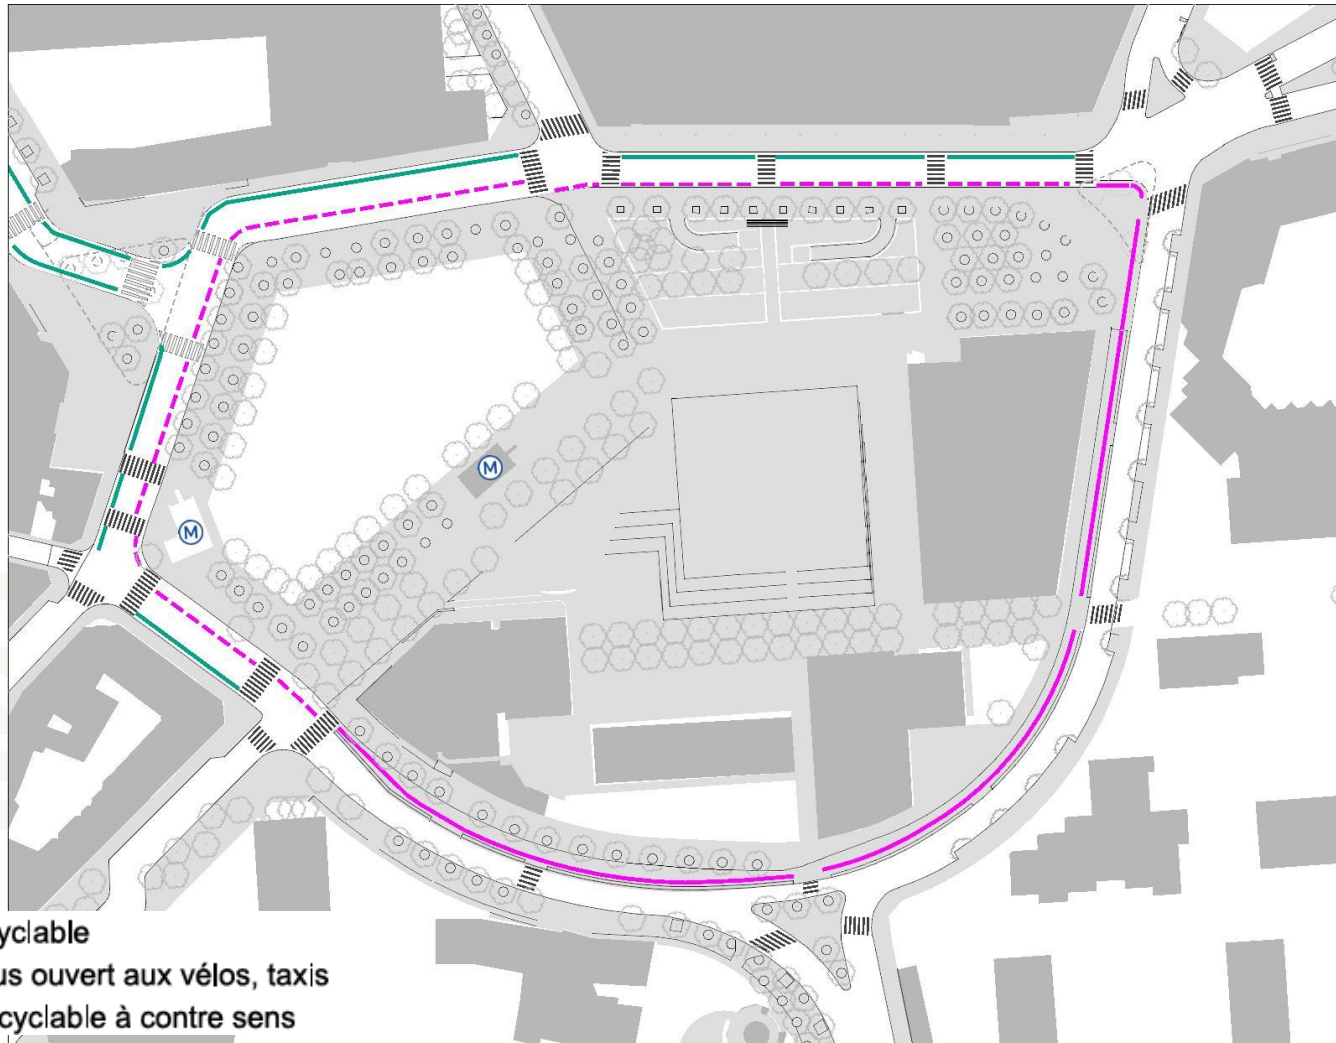 M
M
yclable
us ouvert aux vélos, taxis
cyclable à contre sens